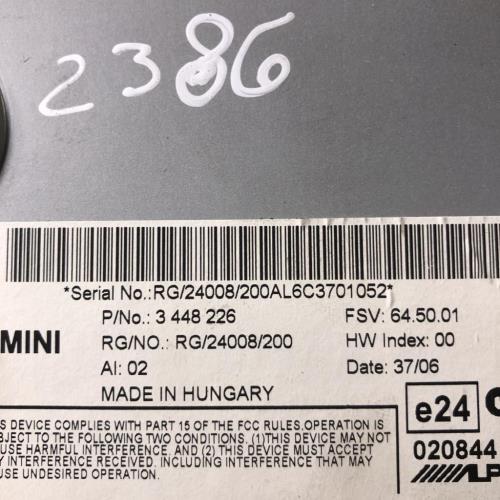 2386
*Serial No.:RG/24008/200AL6C3701052*
P/No.: 3 448 226 FSV: 64.50.01
MINI RG/NO.: RG/24008/200 HW Index: 00
AI: 02 Date: 37/06
MADE IN HUNGARY
e24
DEVICE COMPLIES WITH PART 15 OF THE FCC RULES.OPERATION IS
TO THE FOLLOWING TWO CONDITIONS. (1)THIS DEVICE MAY NOT
HARMFUL INTERFERENCE. AND (2) THIS DEVICE MUST ACCEPT
INTERFERENCE RECEIVED. INCLUDING INTERFERENCE THAT MAY
UNDESIRED OPERATION.
020844
ALP